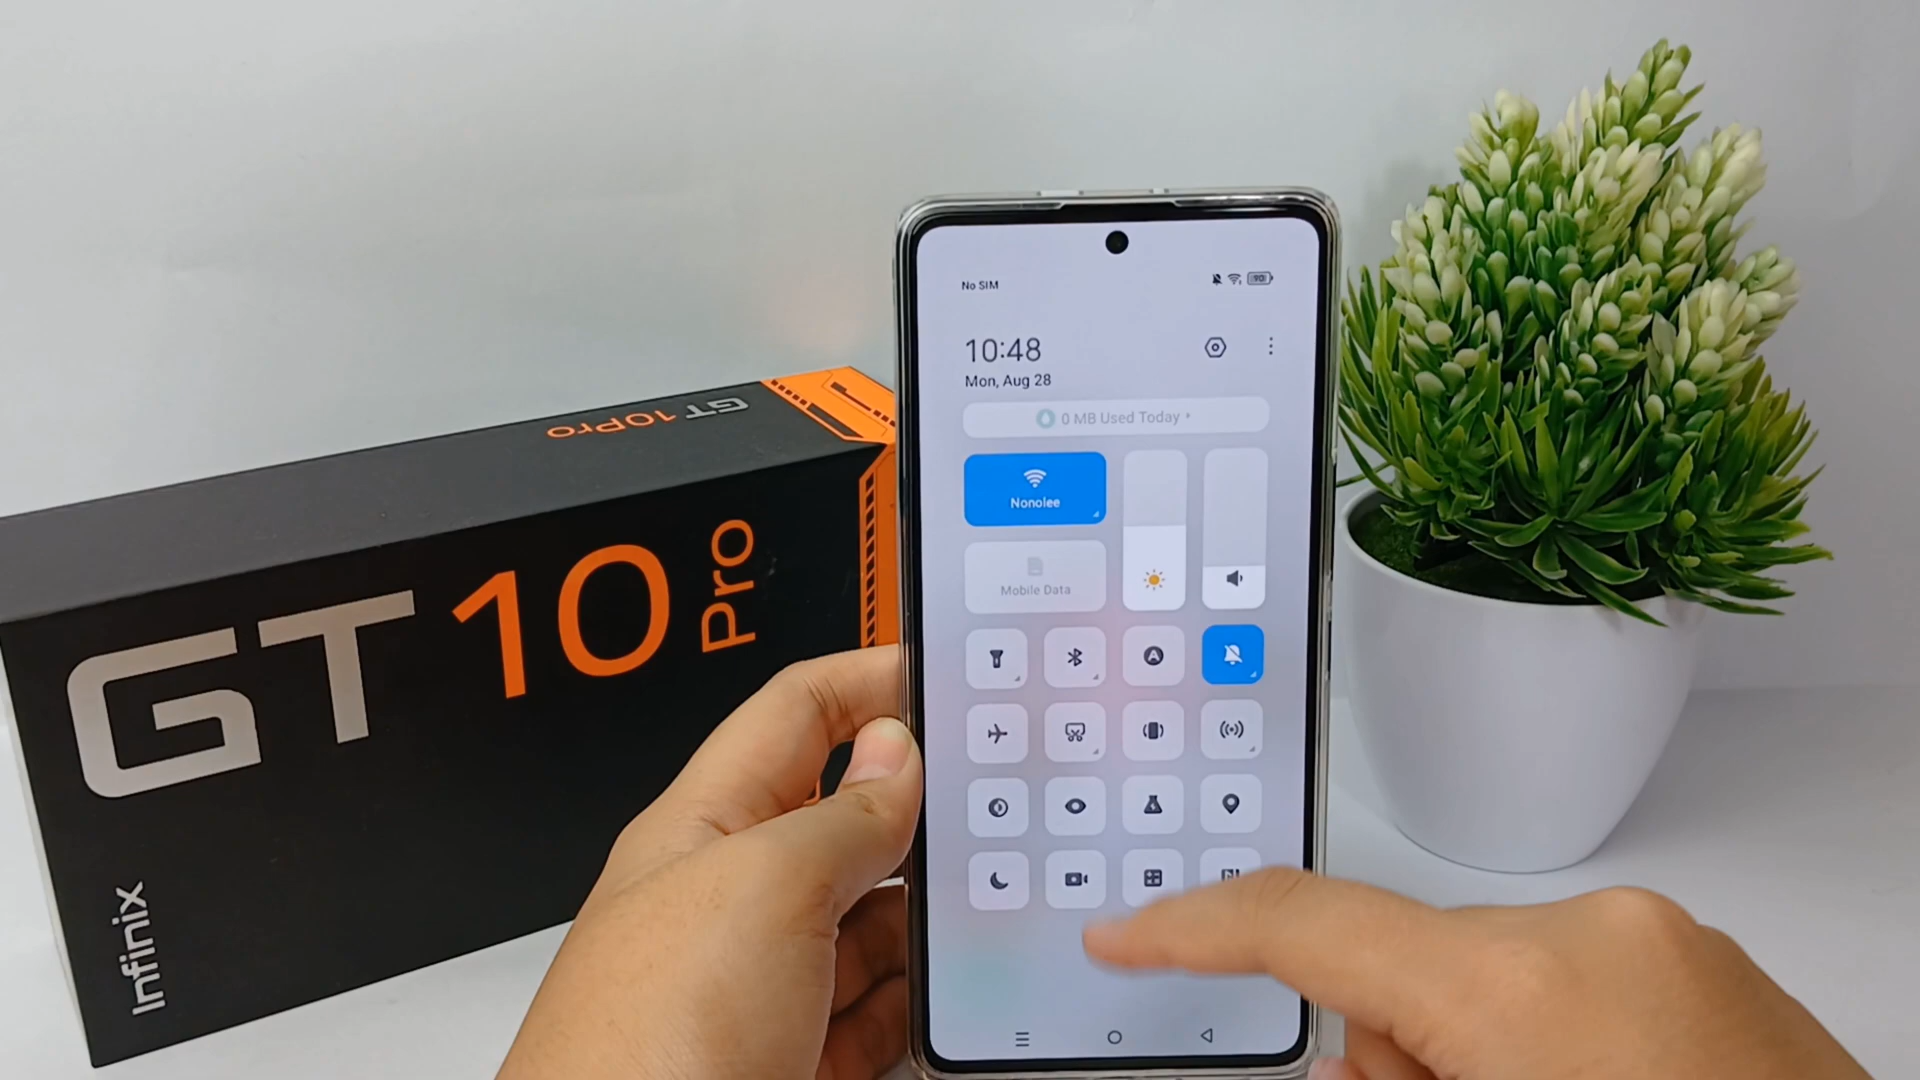 GT 10Pro
GT 10 Pro
Infinix
No SIM
90
10:48
Mon, Aug 28
0 MB Used Today
Nonolee
Mobile Data
A